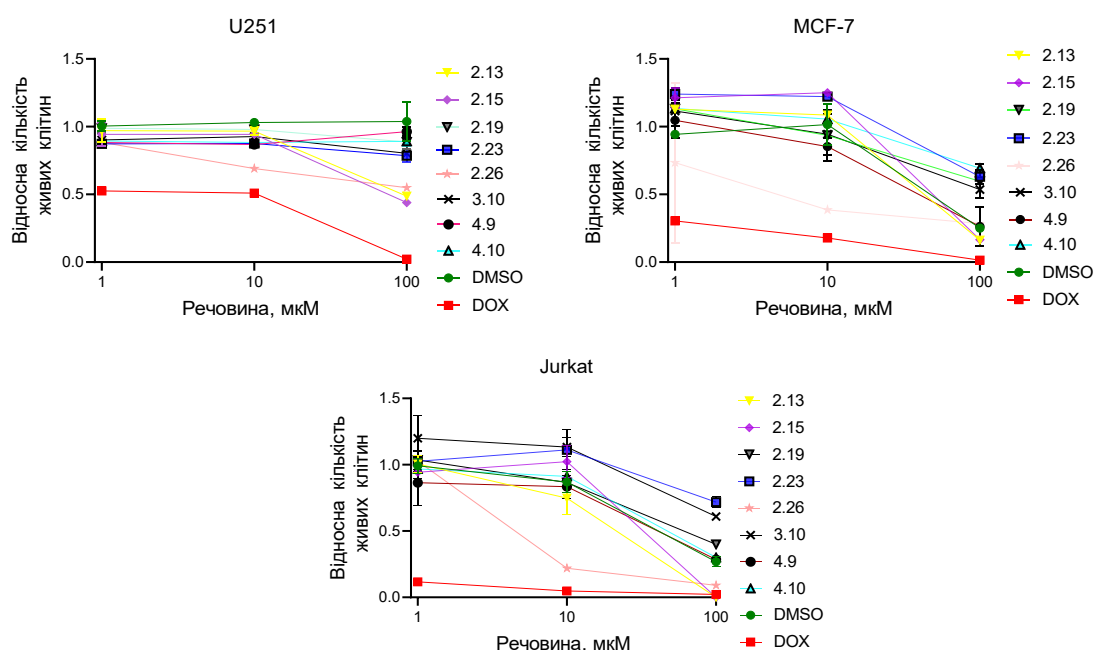 U251
Відносна кількість
живих клітин
1.5
1.0
0.5
0.0
1
10
100
Речовина, мкМ
2.13
2.15
2.19
2.23
2.26
3.10
4.9
4.10
DMSO
DOX
MCF-7
Відносна кількість
живих клітин
1.5
1.0
0.5
0.0
1
10
100
Речовина, мкМ
2.13
2.15
2.19
2.23
2.26
3.10
4.9
4.10
DMSO
DOX
Jurkat
Відносна кількість
живих клітин
1.5
1.0
0.5
0.0
1
10
100
Речовина, мкМ
2.13
2.15
2.19
2.23
2.26
3.10
4.9
4.10
DMSO
DOX